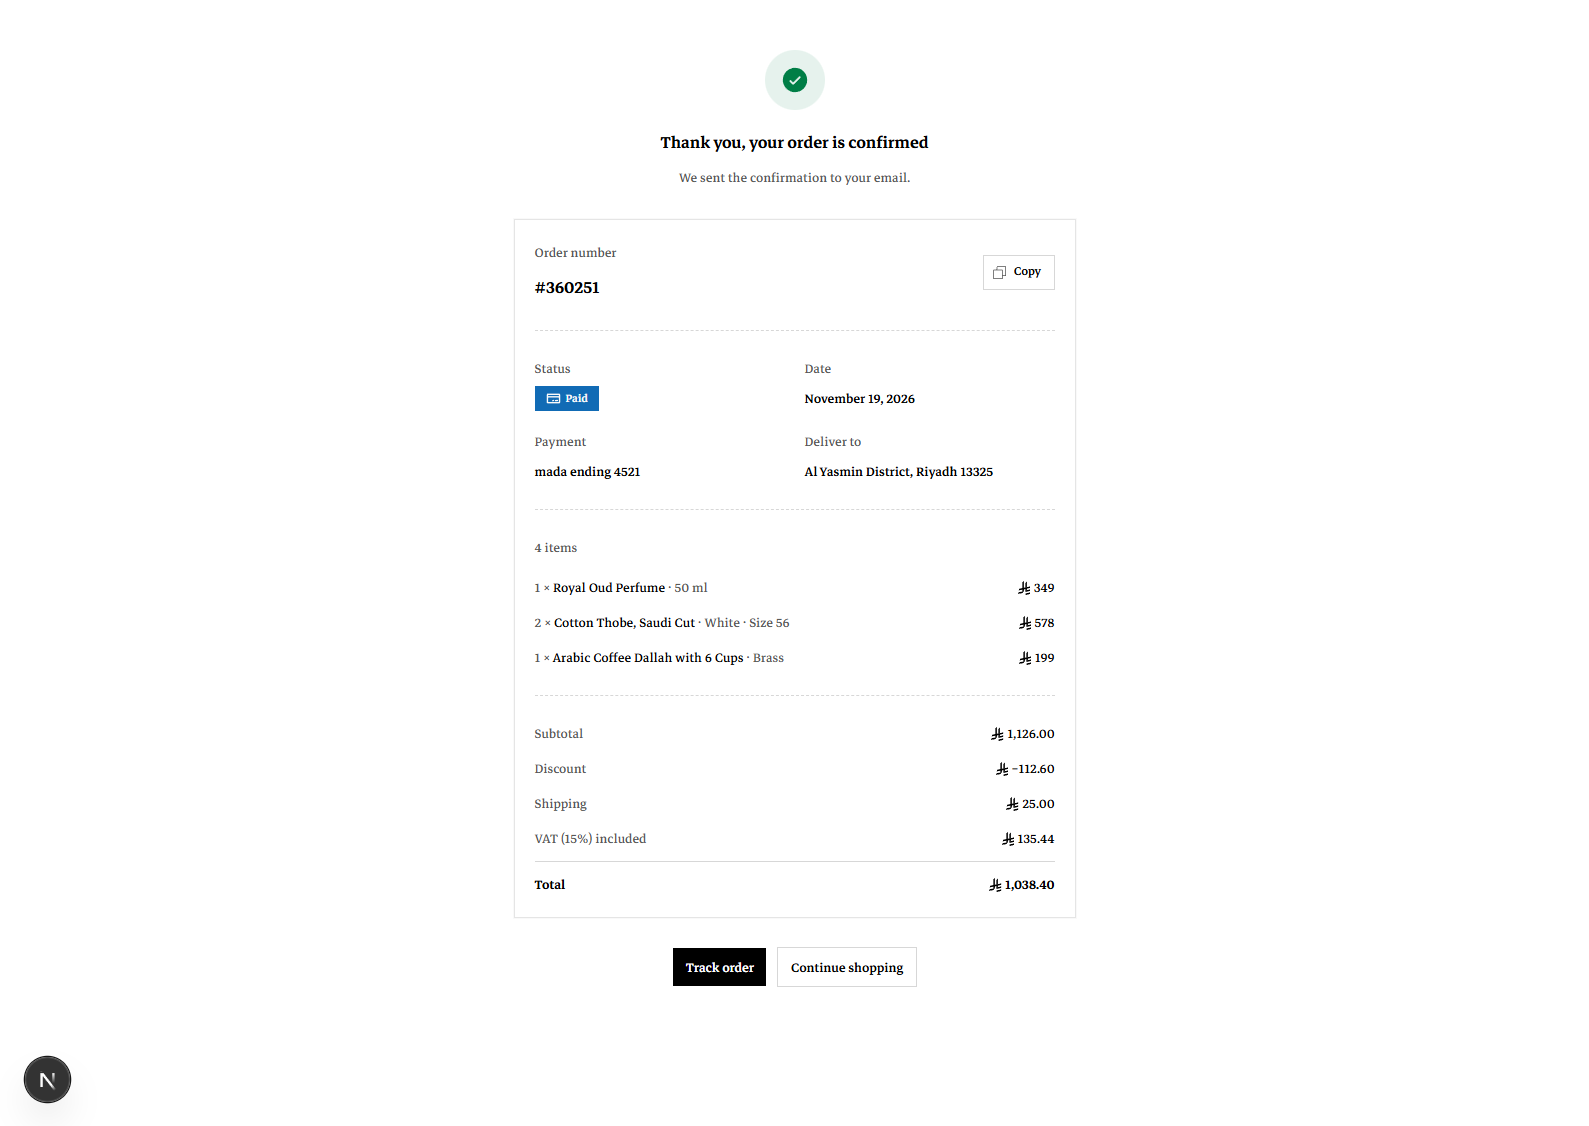 Thank you, your order is confirmed
We sent the confirmation to your email.
Order number
#360251
Copy
Status
Date
Paid
November 19, 2026
Payment
Deliver to
mada ending 4521
Al Yasmin District, Riyadh 13325
4 items
1 × Royal Oud Perfume · 50 ml
⃁ 349
2 × Cotton Thobe, Saudi Cut · White · Size 56
⃁ 578
1 × Arabic Coffee Dallah with 6 Cups · Brass
⃁ 199
Subtotal
⃁ 1,126.00
Discount
⃁ −112.60
Shipping
⃁ 25.00
VAT (15%) included
⃁ 135.44
Total
⃁ 1,038.40
Track order
Continue shopping
N